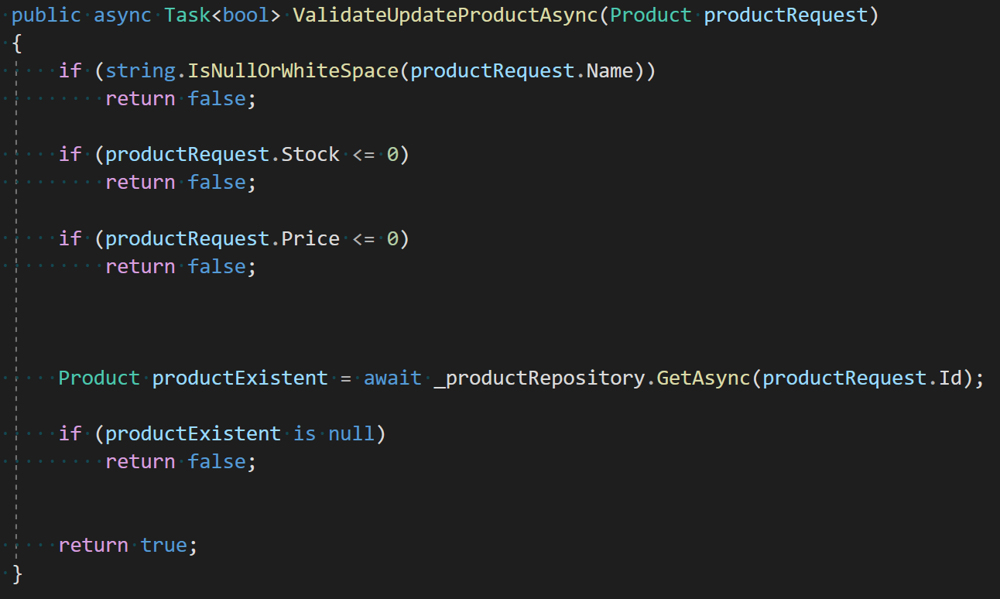 public async Task<bool> ValidateUpdateProductAsync(Product productRequest)
{
if (string.IsNullOrWhiteSpace(productRequest.Name))
return false;
if (productRequest.Stock <= 0)
return false;
if (productRequest.Price <= 0)
return false;
Product productExistent = await _productRepository.GetAsync(productRequest.Id);
if (productExistent is null)
return false;
return true;
}